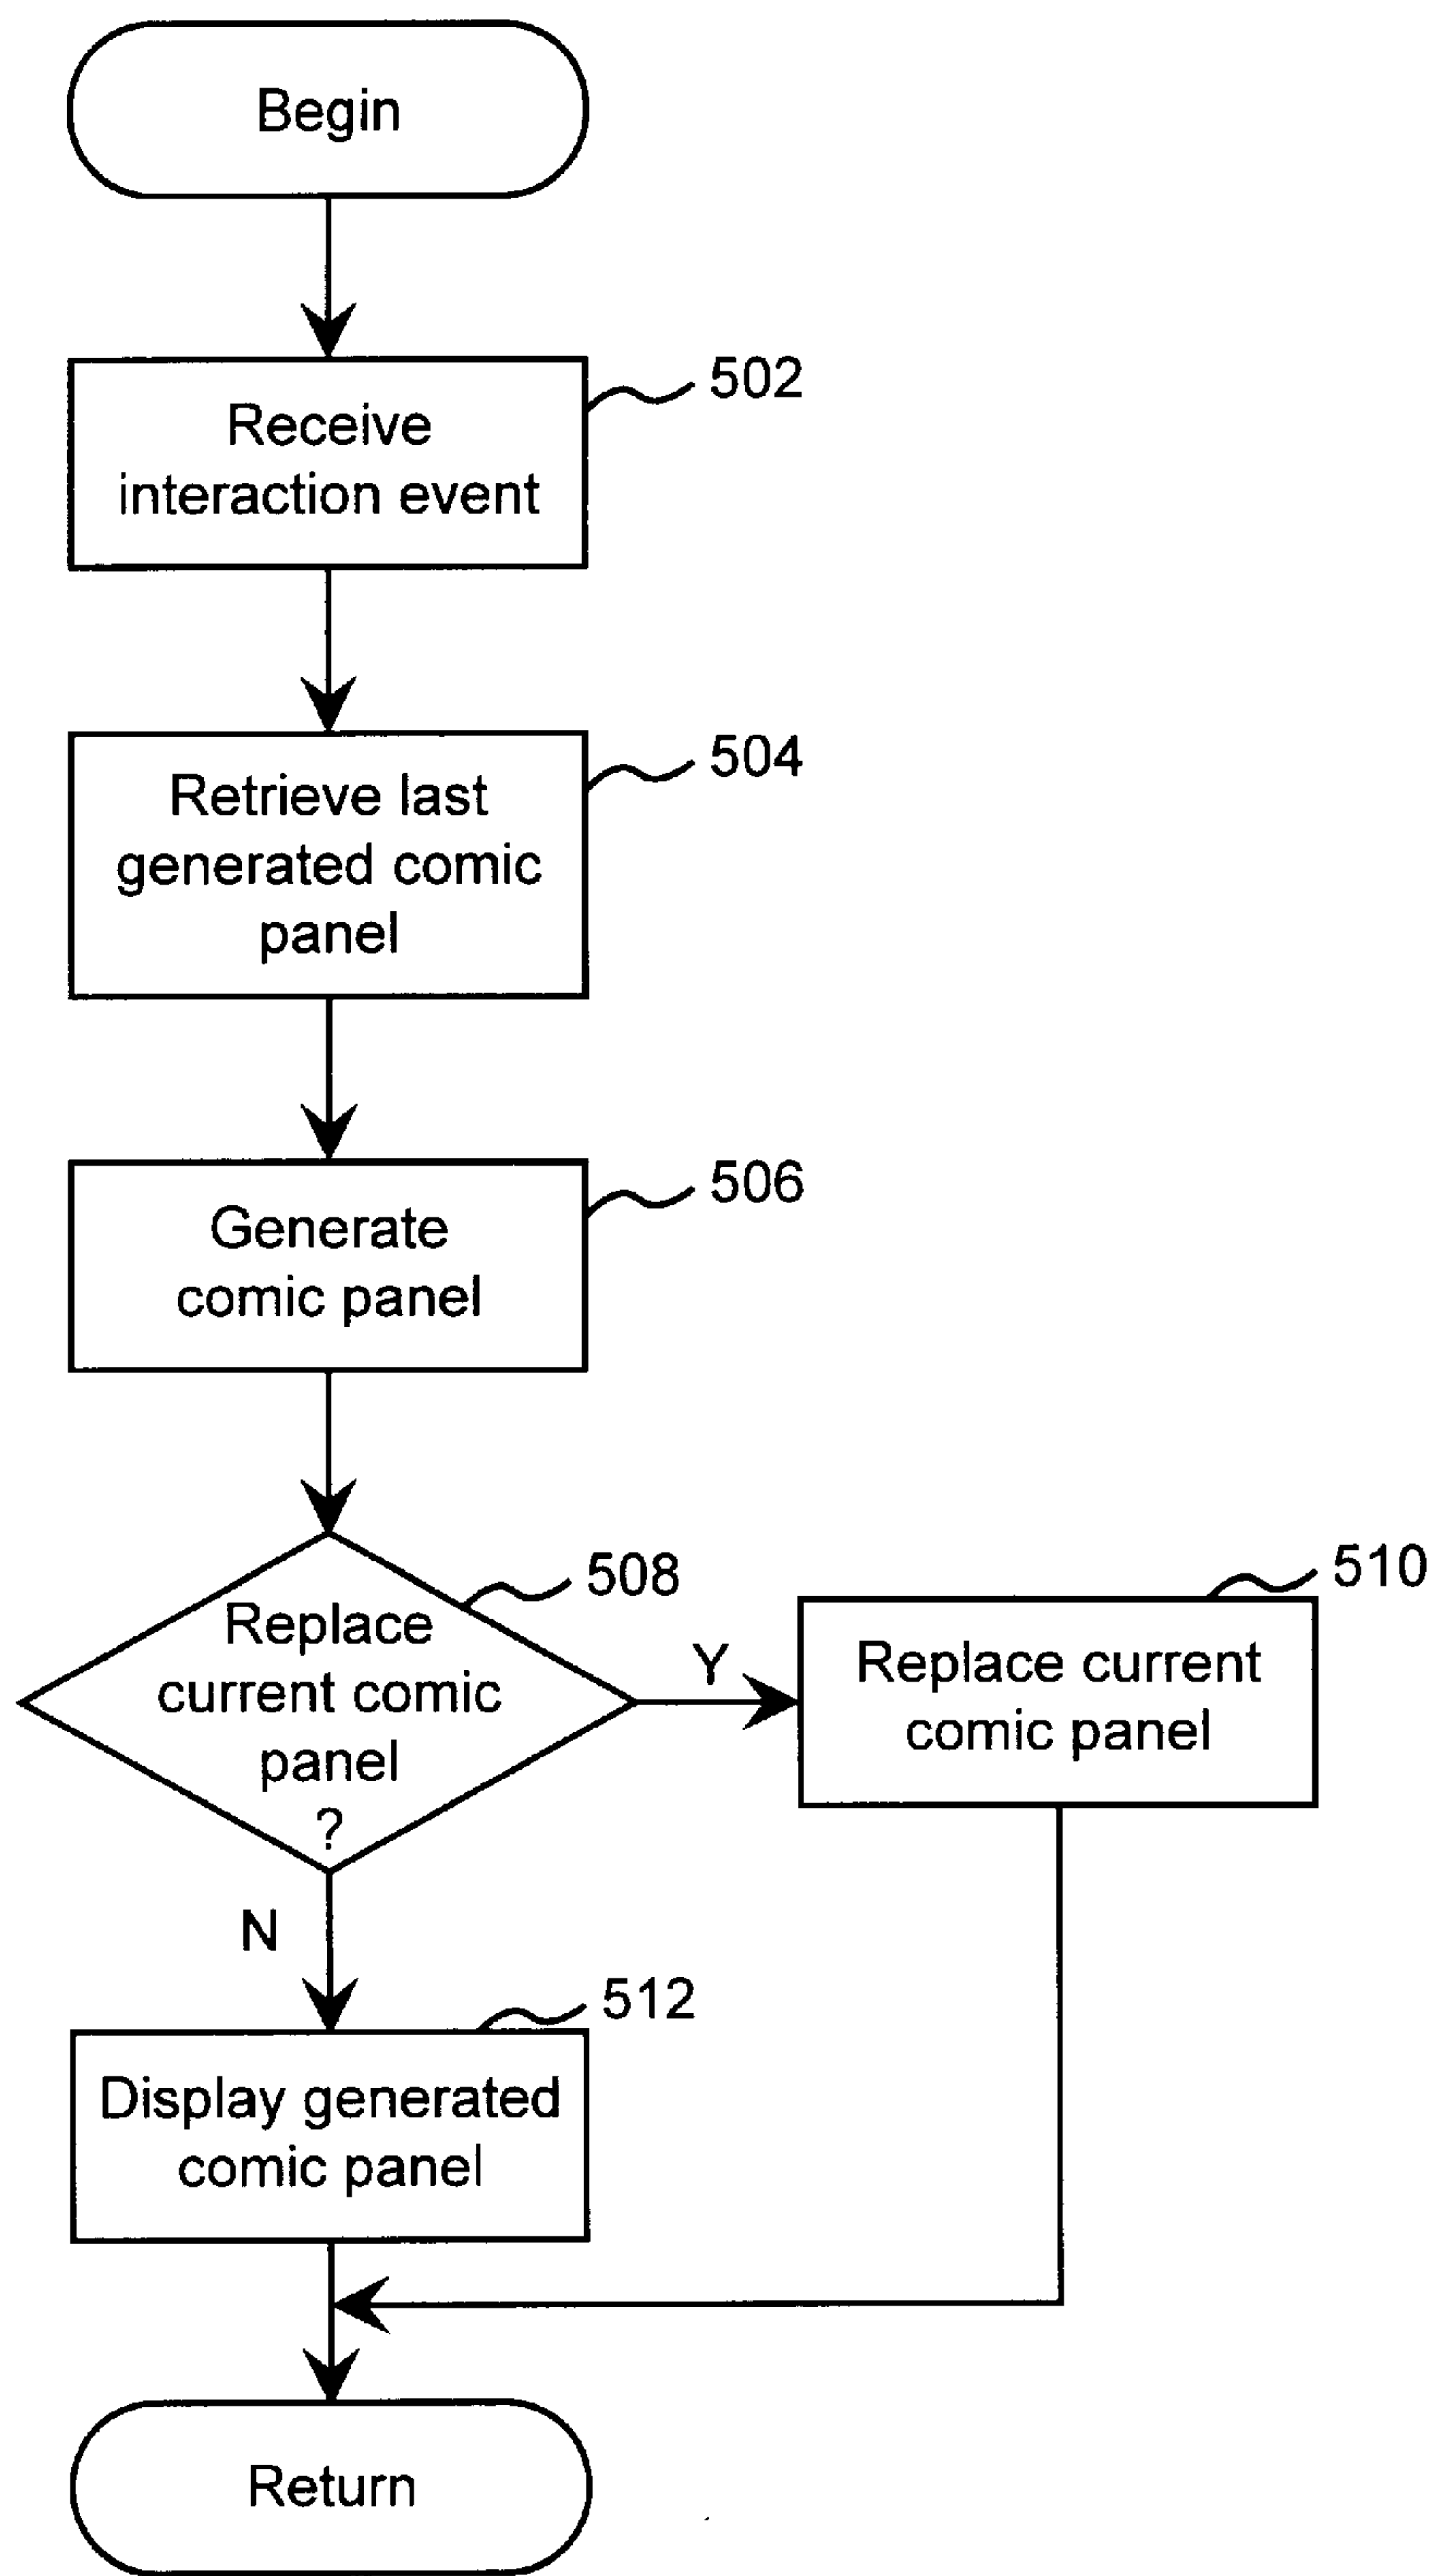 Begin
502
Receive
interaction event
504
Retrieve last
generated comic
panel
506
Generate
comic panel
508
Replace
current comic
panel
?
Y
510
Replace current
comic panel
N
512
Display generated
comic panel
Return